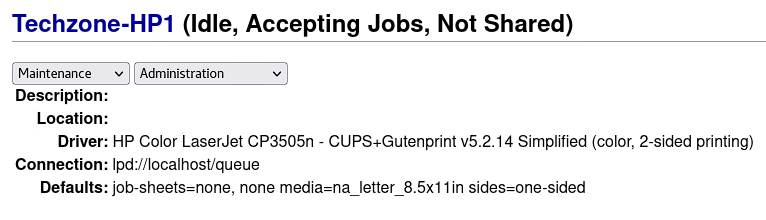 Techzone-HP1 (Idle, Accepting Jobs, Not Shared)
Maintenance Administration
Description:
Location:
Driver: HP Color LaserJet CP3505n - CUPS+Gutenprint v5.2.14 Simplified (color, 2-sided printing)
Connection: lpd://localhost/queue
Defaults: job-sheets=none, none media=na_letter_8.5x11in sides=one-sided